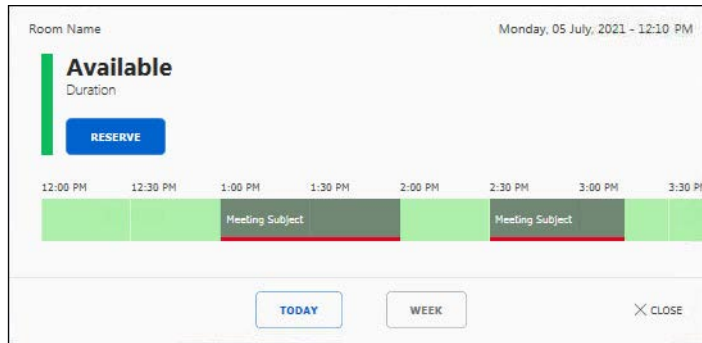 Room Name
Monday, 05 July, 2021 - 12:10 PM
Available
Duration
RESERVE
12:00 PM 12:30 PM 1:00 PM 1:30 PM 2:00 PM 2:30 PM 3:00 PM 3:30 P
Meeting Subject Meeting Subject
TODAY WEEK CLOSE